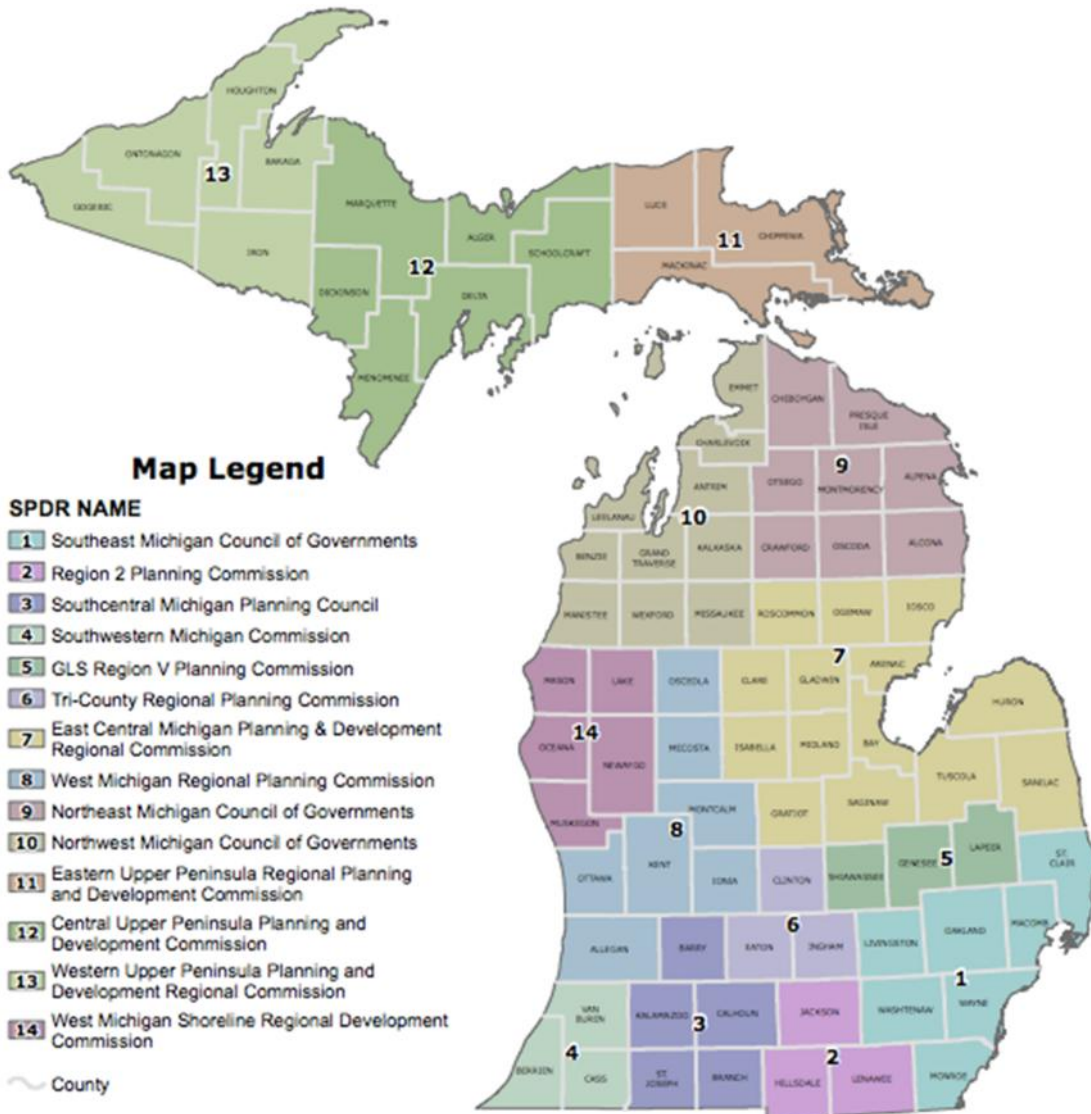 HOUGHTON
ONTONAGON
BARAGA
13
GOGEBIC
MARQUETTE
LUCE
CHIPPEWA
ALGER
11
IRON
SCHOOLCRAFT
MACKINAC
12
DICKINSON
DELTA
MENOMINEE
EMMET
CHEBOYGAN
PRESQUE
ISLE
CHARLEVOIX
Map Legend
SPDR NAME
1 Southeast Michigan Council of Governments
2 Region 2 Planning Commission
3 Southcentral Michigan Planning Council
4 Southwestern Michigan Commission
5 GLS Region V Planning Commission
6 Tri-County Regional Planning Commission
7 East Central Michigan Planning & Development
Regional Commission
8 West Michigan Regional Planning Commission
9 Northeast Michigan Council of Governments
10 Northwest Michigan Council of Governments
11 Eastern Upper Peninsula Regional Planning
and Development Commission
12 Central Upper Peninsula Planning and
Development Commission
13 Western Upper Peninsula Planning and
Development Regional Commission
14 West Michigan Shoreline Regional Development
Commission
County
9
ANTRIM
OTSEGO
MONTMORENCY
ALPENA
LEELANAU
10
BENZIE
GRAND
TRAVERSE
KALKASKA
CRAWFORD
OSCODA
ALCONA
MANISTEE
WEXFORD
MISSAUKEE
ROSCOMMON
OGEMAW
IOSCO
7
MASON
LAKE
OSCEOLA
CLARE
GLADWIN
ARENAC
HURON
14
OCEANA
NEWAYGO
MECOSTA
ISABELLA
MIDLAND
BAY
TUSCOLA
SANILAC
MUSKEGON
MONTCALM
GRATIOT
SAGINAW
8
KENT
OTTAWA
IONIA
CLINTON
SHIAWASSEE
GENESEE
5
LAPEER
ST.
CLAIR
6
ALLEGAN
BARRY
EATON
INGHAM
LIVINGSTON
OAKLAND
MACOMB
1
VAN
BUREN
KALAMAZOO
3
CALHOUN
JACKSON
WASHTENAW
WAYNE
4
BERRIEN
CASS
ST.
JOSEPH
BRANCH
2
HILLSDALE
LENAWEE
MONROE